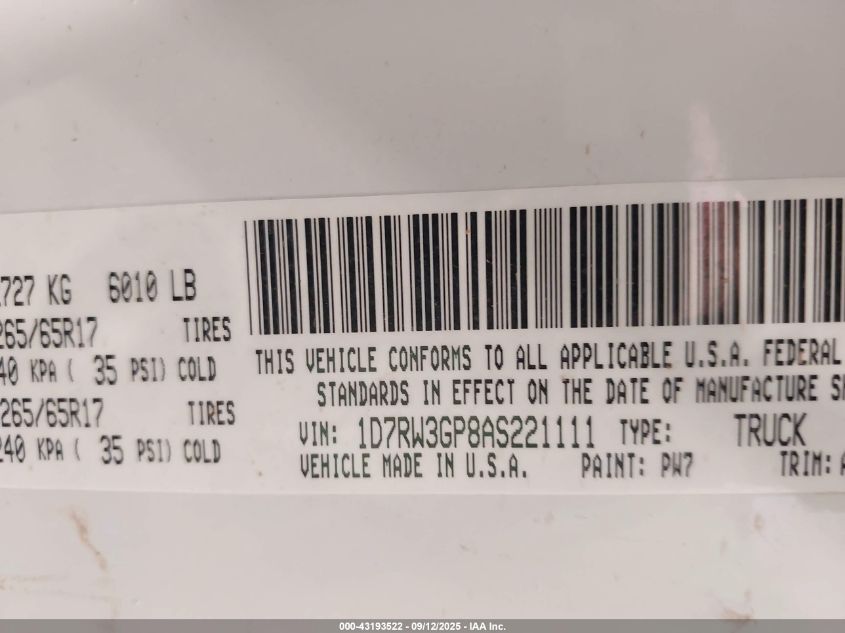 727 KG 6010 LB
265/65R17 TIRES
40 KPA ( 35 PSI) COLD
265/65R17 TIRES
240 KPA ( 35 PSI) COLD
THIS VEHICLE CONFORMS TO ALL APPLICABLE U.S.A. FEDERAL
STANDARDS IN EFFECT ON THE DATE OF MANUFACTURE S
VIN: 1D7RW3GP8AS221111 TYPE: TRUCK
VEHICLE MADE IN U.S.A. PAINT: PW7 TRIM:
000-43193522 - 09/12/2025 - IAA Inc.